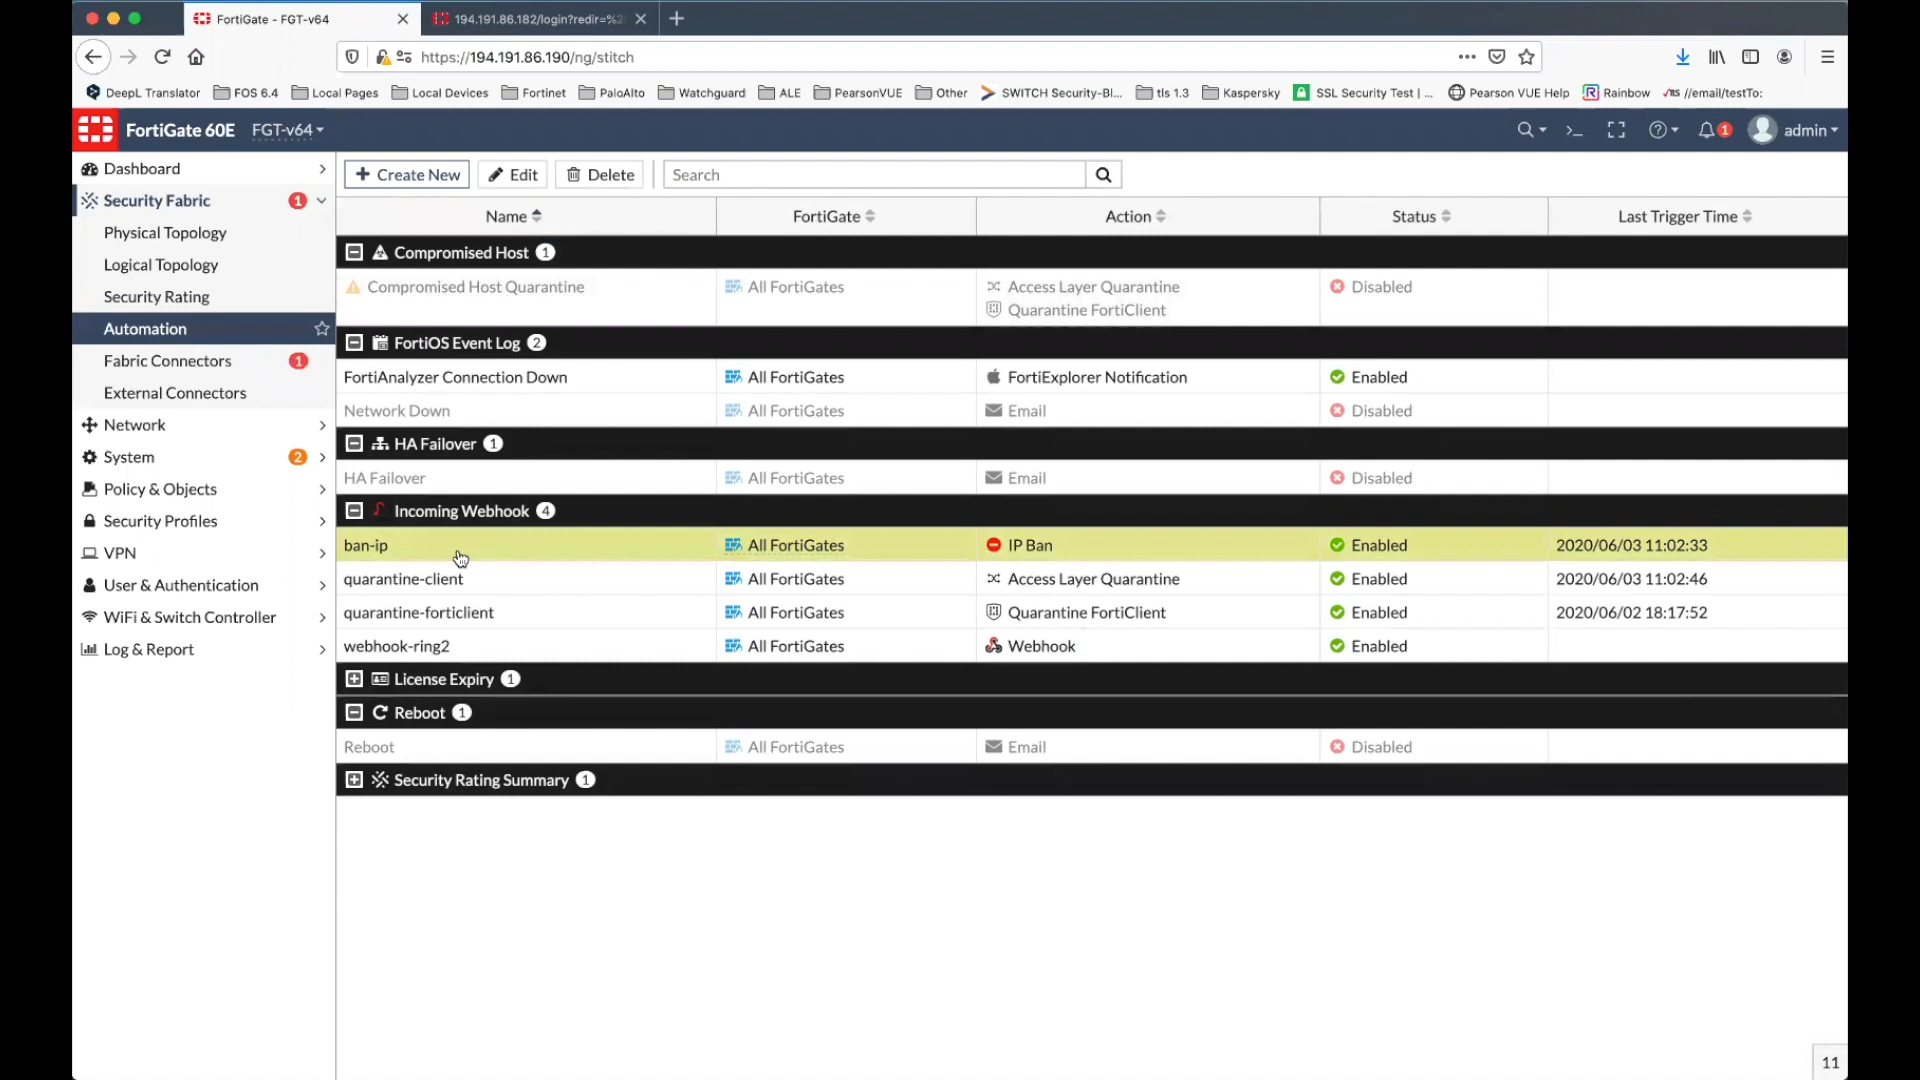 FortiGate - FGT-v64
194.191.86.182/login?redir=%2
https://194.191.86.190/ng/stitch
DeepL Translator FOS 6.4 Local Pages Local Devices Fortinet PaloAlto Watchguard ALE PearsonVUE Other SWITCH Security-Bl... tls 1.3 Kaspersky SSL Security Test | ... Pearson VUE Help Rainbow //email/testTo:
FortiGate 60E FGT-v64 1 admin
Dashboard
Security Fabric 1
Physical Topology
Logical Topology
Security Rating
Automation
Fabric Connectors 1
External Connectors
Network
System 2
Policy & Objects
Security Profiles
VPN
User & Authentication
WiFi & Switch Controller
Log & Report
+ Create New Edit Delete Search
Name FortiGate Action Status Last Trigger Time
Compromised Host 1
Compromised Host Quarantine All FortiGates Access Layer Quarantine Disabled
Quarantine FortiClient
FortiOS Event Log 2
FortiAnalyzer Connection Down All FortiGates FortiExplorer Notification Enabled
Network Down All FortiGates Email Disabled
HA Failover 1
HA Failover All FortiGates Email Disabled
Incoming Webhook 4
ban-ip All FortiGates IP Ban Enabled 2020/06/03 11:02:33
quarantine-client All FortiGates Access Layer Quarantine Enabled 2020/06/03 11:02:46
quarantine-forticlient All FortiGates Quarantine FortiClient Enabled 2020/06/02 18:17:52
webhook-ring2 All FortiGates Webhook Enabled
License Expiry 1
Reboot 1
Reboot All FortiGates Email Disabled
Security Rating Summary 1
11